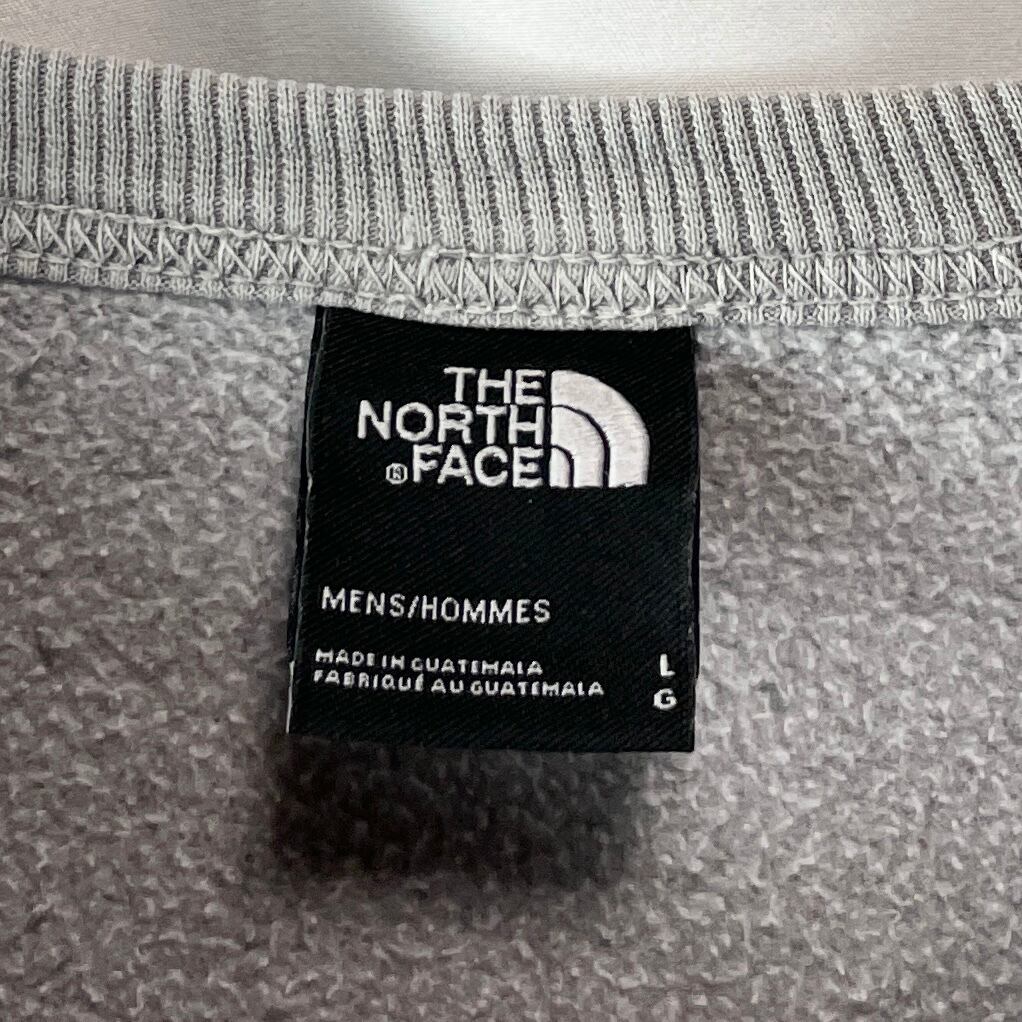 THE
NORTH
®FACE
MENS/HOMMES
MADE IN GUATEMALA
FABRIQUÉ AU GUATEMALA
L
G